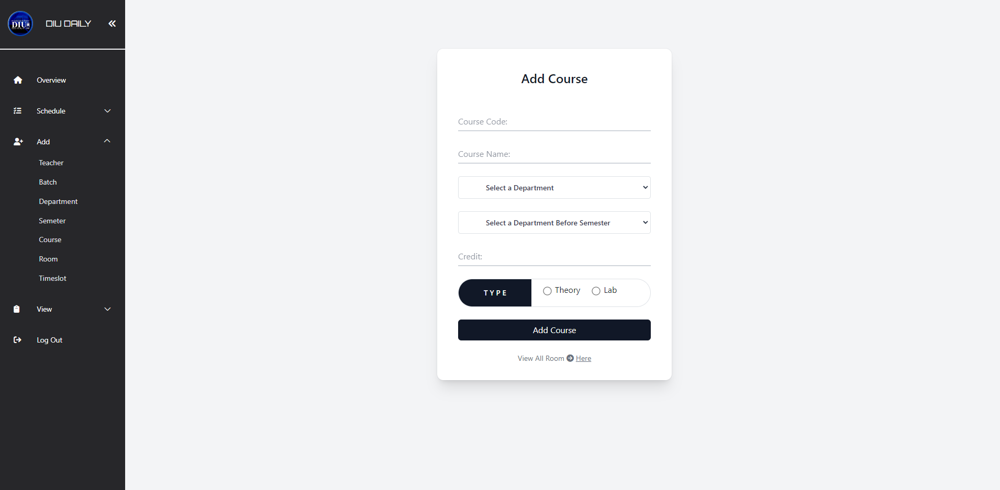 DIU
DIU DAILY
Overview
Schedule
Add
Teacher
Batch
Department
Semeter
Course
Room
Timeslot
View
Log Out
Add Course
Course Code:
Course Name:
Select a Department
Select a Department Before Semester
Credit:
TYPE
Theory
Lab
Add Course
View All Room Here